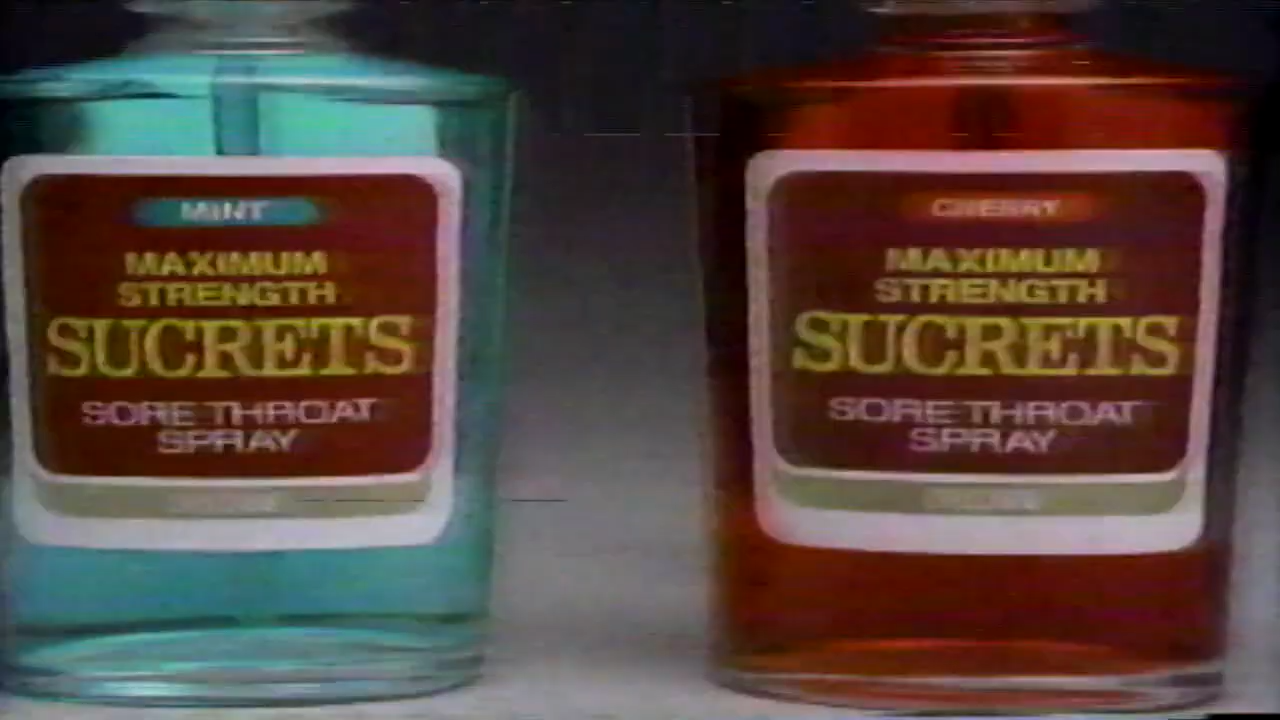 MINT
MAXIMUM
STRENGTH
SUCRETS
SORE THROAT
SPRAY
CHERRY
MAXIMUM
STRENGTH
SUCRETS
SORE THROAT
SPRAY